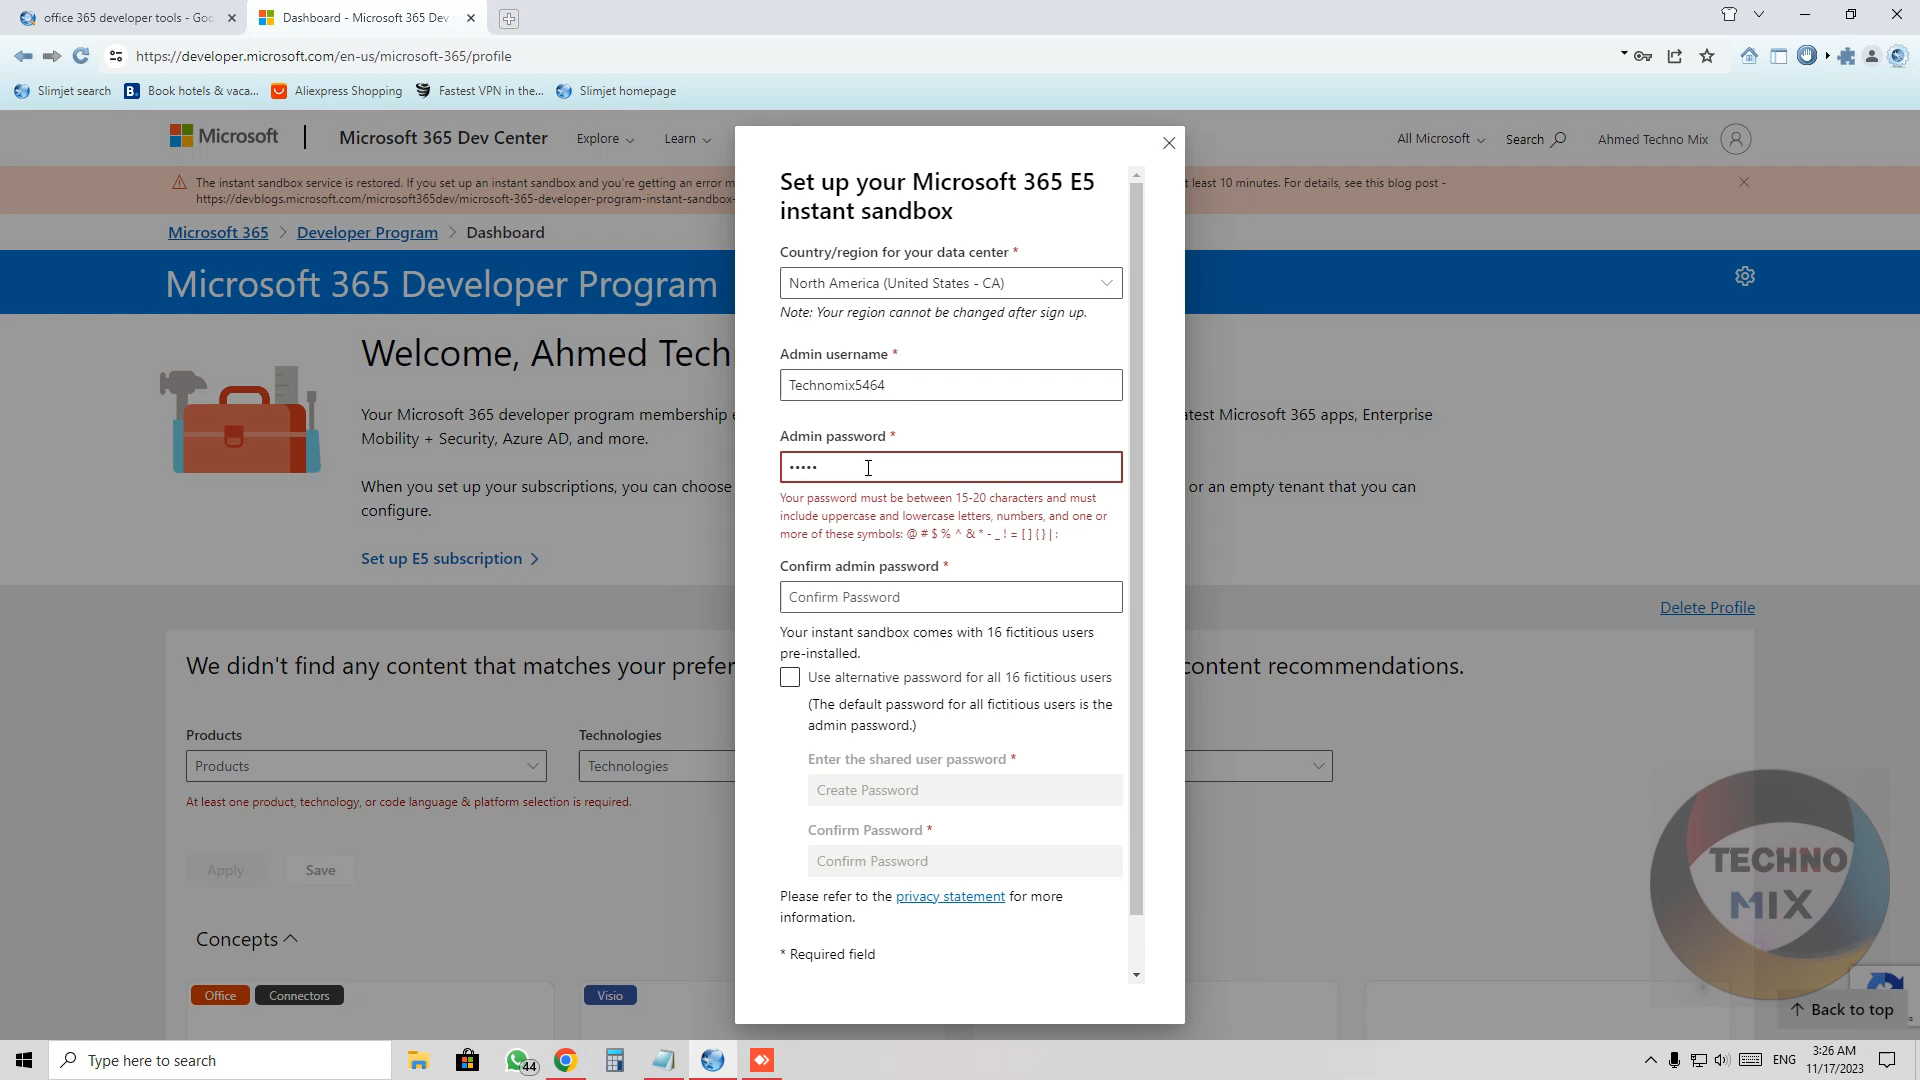 office 365 developer tools - Goo
Dashboard - Microsoft 365 Dev
https://developer.microsoft.com/en-us/microsoft-365/profile
Slimjet search
Book hotels & vaca...
Aliexpress Shopping
Fastest VPN in the...
Slimjet homepage
Microsoft
Microsoft 365 Dev Center
Explore
Learn
All Microsoft
Search
Ahmed Techno Mix
The instant sandbox service is restored. If you set up an instant sandbox and you're getting an error m
t least 10 minutes. For details, see this blog post -
https://devblogs.microsoft.com/microsoft365dev/microsoft-365-developer-program-instant-sandbox-
Microsoft 365 > Developer Program > Dashboard
Microsoft 365 Developer Program
Welcome, Ahmed Tech
Your Microsoft 365 developer program membership e
atest Microsoft 365 apps, Enterprise
Mobility + Security, Azure AD, and more.
When you set up your subscriptions, you can choose
or an empty tenant that you can
configure.
Set up E5 subscription >
Delete Profile
We didn't find any content that matches your prefer
content recommendations.
Products
Technologies
Products
Technologies
At least one product, technology, or code language & platform selection is required.
Apply
Save
Concepts
Office
Connectors
Visio
Set up your Microsoft 365 E5
instant sandbox
Country/region for your data center *
North America (United States - CA)
Note: Your region cannot be changed after sign up.
Admin username *
Technomix5464
Admin password *
•••••
Your password must be between 15-20 characters and must
include uppercase and lowercase letters, numbers, and one or
more of these symbols: @ # $ % ^ & * - _ ! = [ ] { } | :
Confirm admin password *
Confirm Password
Your instant sandbox comes with 16 fictitious users
pre-installed.
Use alternative password for all 16 fictitious users
(The default password for all fictitious users is the
admin password.)
Enter the shared user password *
Create Password
Confirm Password *
Confirm Password
Please refer to the privacy statement for more
information.
* Required field
TECHNO
MIX
Back to top
Type here to search
44
ENG
3:26 AM
11/17/2023